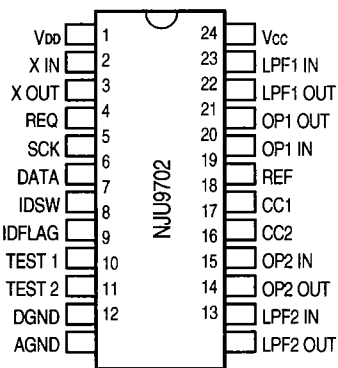 VDD 1 24 VCC
X IN 2 23 LPF1 IN
X OUT 3 22 LPF1 OUT
REQ 4 21 OP1 OUT
SCK 5 20 OP1 IN
DATA 6 19 REF
IDSW 7 18 CC1
IDFLAG 8 17 CC2
TEST 1 9 16 OP2 IN
TEST 2 10 15 OP2 OUT
DGND 11 14 LPF2 IN
AGND 12 13 LPF2 OUT
NJU9702